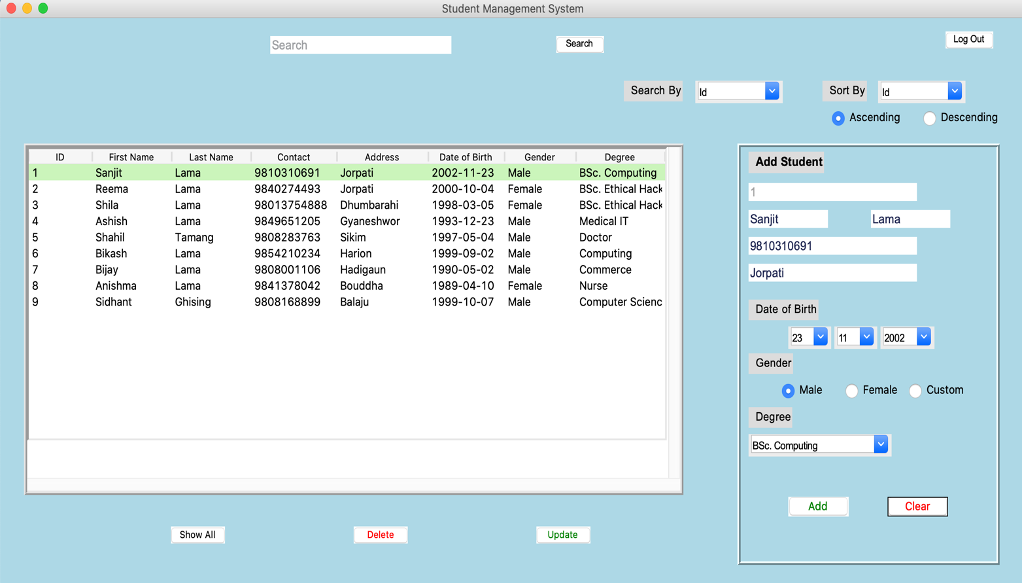 Student Management System
Search Search Log Out
Search By Id Sort By Id
Ascending Descending
ID First Name Last Name Contact Address Date of Birth Gender Degree
1 Sanjit Lama 9810310691 Jorpati 2002-11-23 Male BSc. Computing
2 Reema Lama 9840274493 Jorpati 2000-10-04 Female BSc. Ethical Hack
3 Shila Lama 98013754888 Dhumbarahi 1998-03-05 Female BSc. Ethical Hack
4 Ashish Lama 9849651205 Gyaneshwor 1993-12-23 Male Medical IT
5 Shahil Tamang 9808283763 Sikim 1997-05-04 Male Doctor
6 Bikash Lama 9854210234 Harion 1999-09-02 Male Computing
7 Bijay Lama 9808001106 Hadigaun 1990-05-02 Male Commerce
8 Anishma Lama 9841378042 Bouddha 1989-04-10 Female Nurse
9 Sidhant Ghising 9808168899 Balaju 1999-10-07 Male Computer Scienc
Show All Delete Update
Add Student
1
Sanjit Lama
9810310691
Jorpati
Date of Birth
23 11 2002
Gender
Male Female Custom
Degree
BSc. Computing
Add Clear